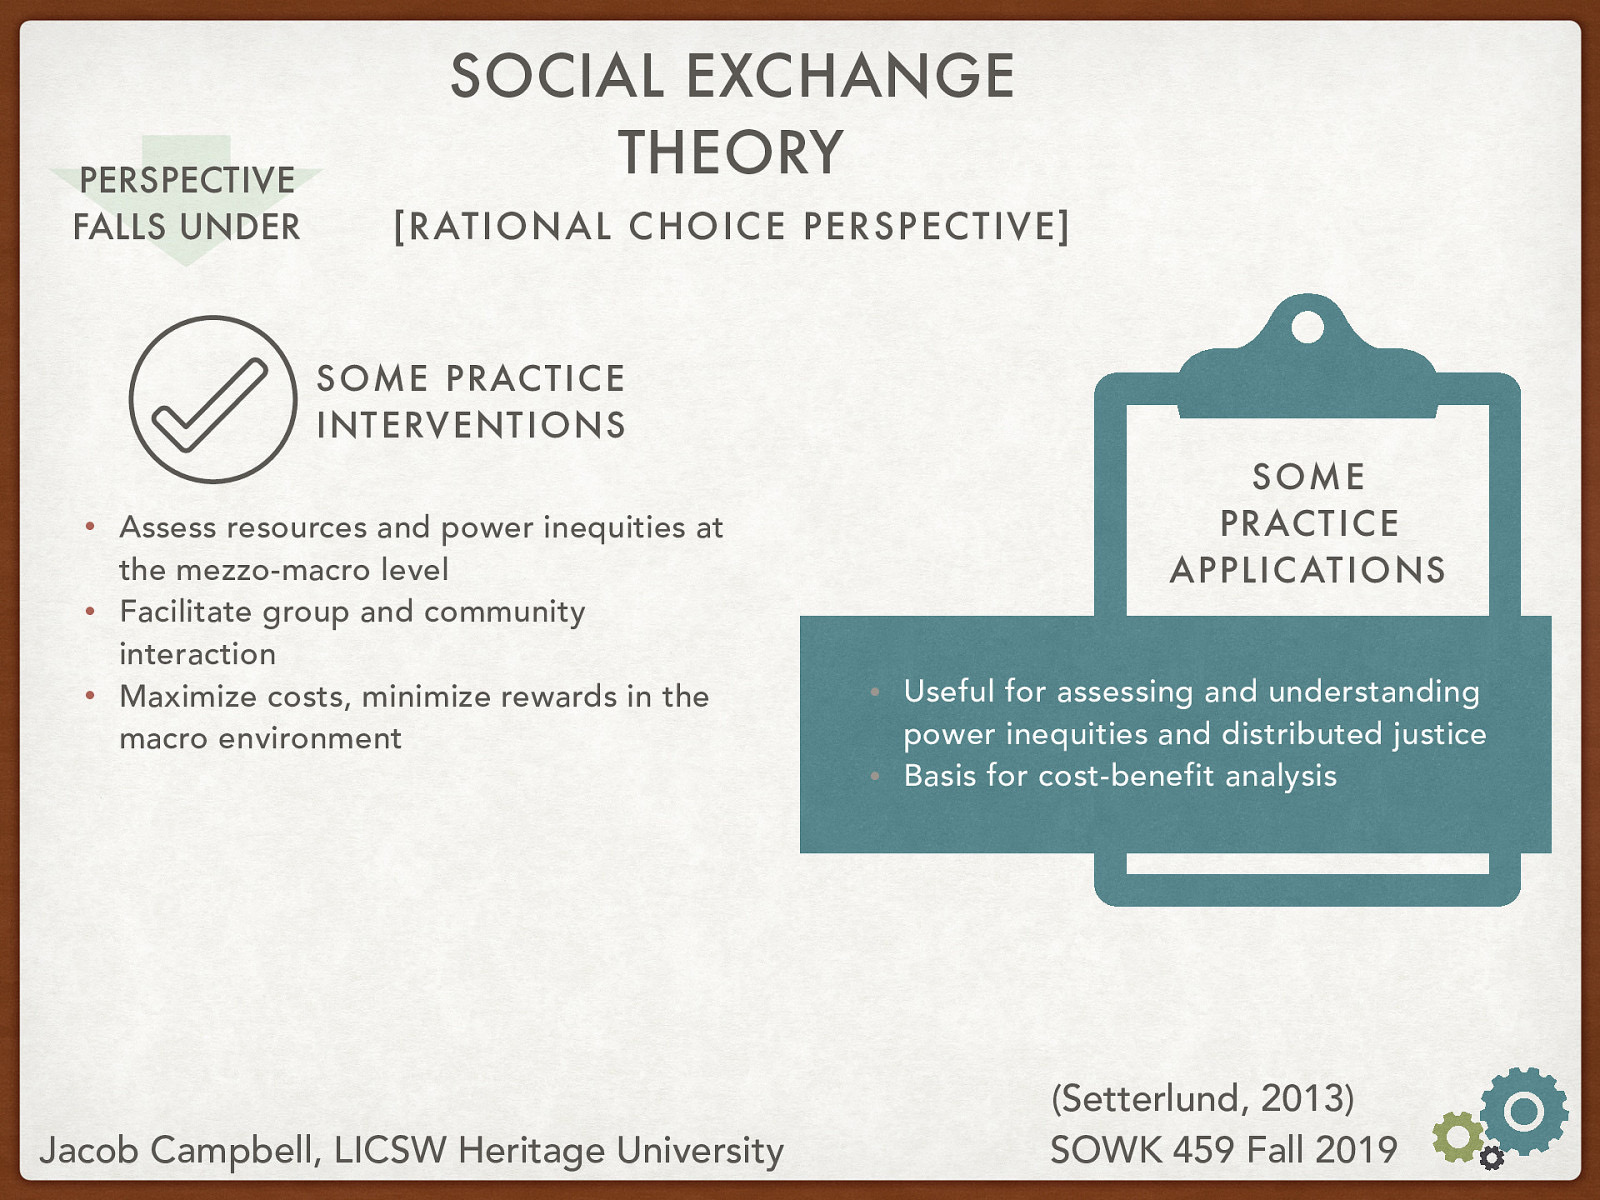 SOCIAL EXCHANGE
THEORY
PERSPECTIVE
FALLS UNDER
[RATIONAL CHOICE PERSPECTIVE]
SOME PRACTICE
INTERVENTIONS
• Assess resources and power inequities at
the mezzo-macro level
• Facilitate group and community
interaction
• Maximize costs, minimize rewards in the
macro environment
SOME
PRACTICE
APPLICATIONS
• Useful for assessing and understanding
power inequities and distributed justice
• Basis for cost-benefit analysis
(Setterlund, 2013)
Jacob Campbell, LICSW Heritage University
SOWK 459 Fall 2019